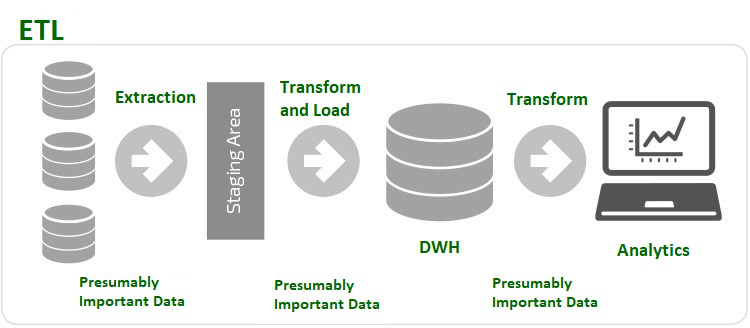 ETL
Extraction
Staging Area
Transform
and Load
DWH
Transform
Analytics
Presumably
Important Data
Presumably
Important Data
Presumably
Important Data